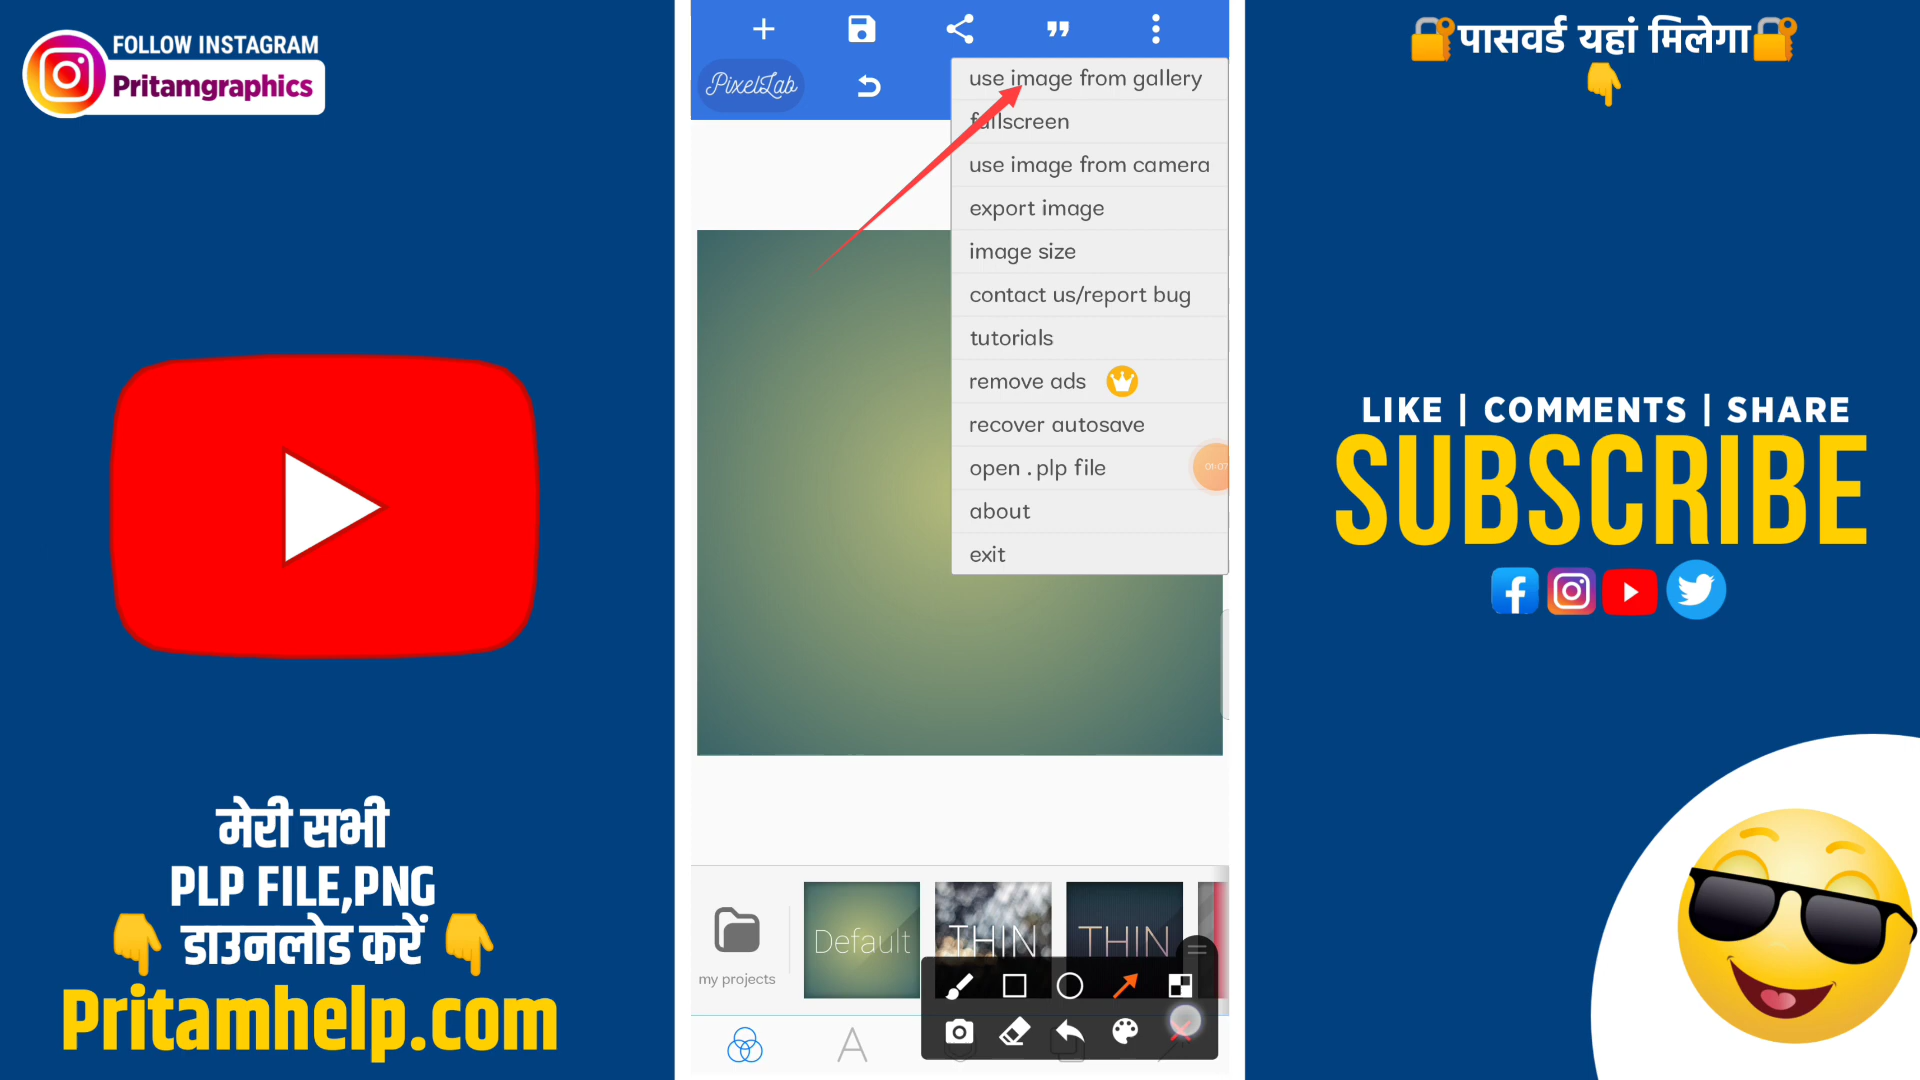 FOLLOW INSTAGRAM
Pritamgraphics
मेरी सभी
PLP FILE,PNG
डाउनलोड करें
Pritamhelp.com
PixelLab
use image from gallery
fullscreen
use image from camera
export image
image size
contact us/report bug
tutorials
remove ads
recover autosave
open .plp file
about
exit
01:07
my projects
Default
THIN
THIN
A
पासवर्ड यहां मिलेगा
LIKE | COMMENTS | SHARE
SUBSCRIBE